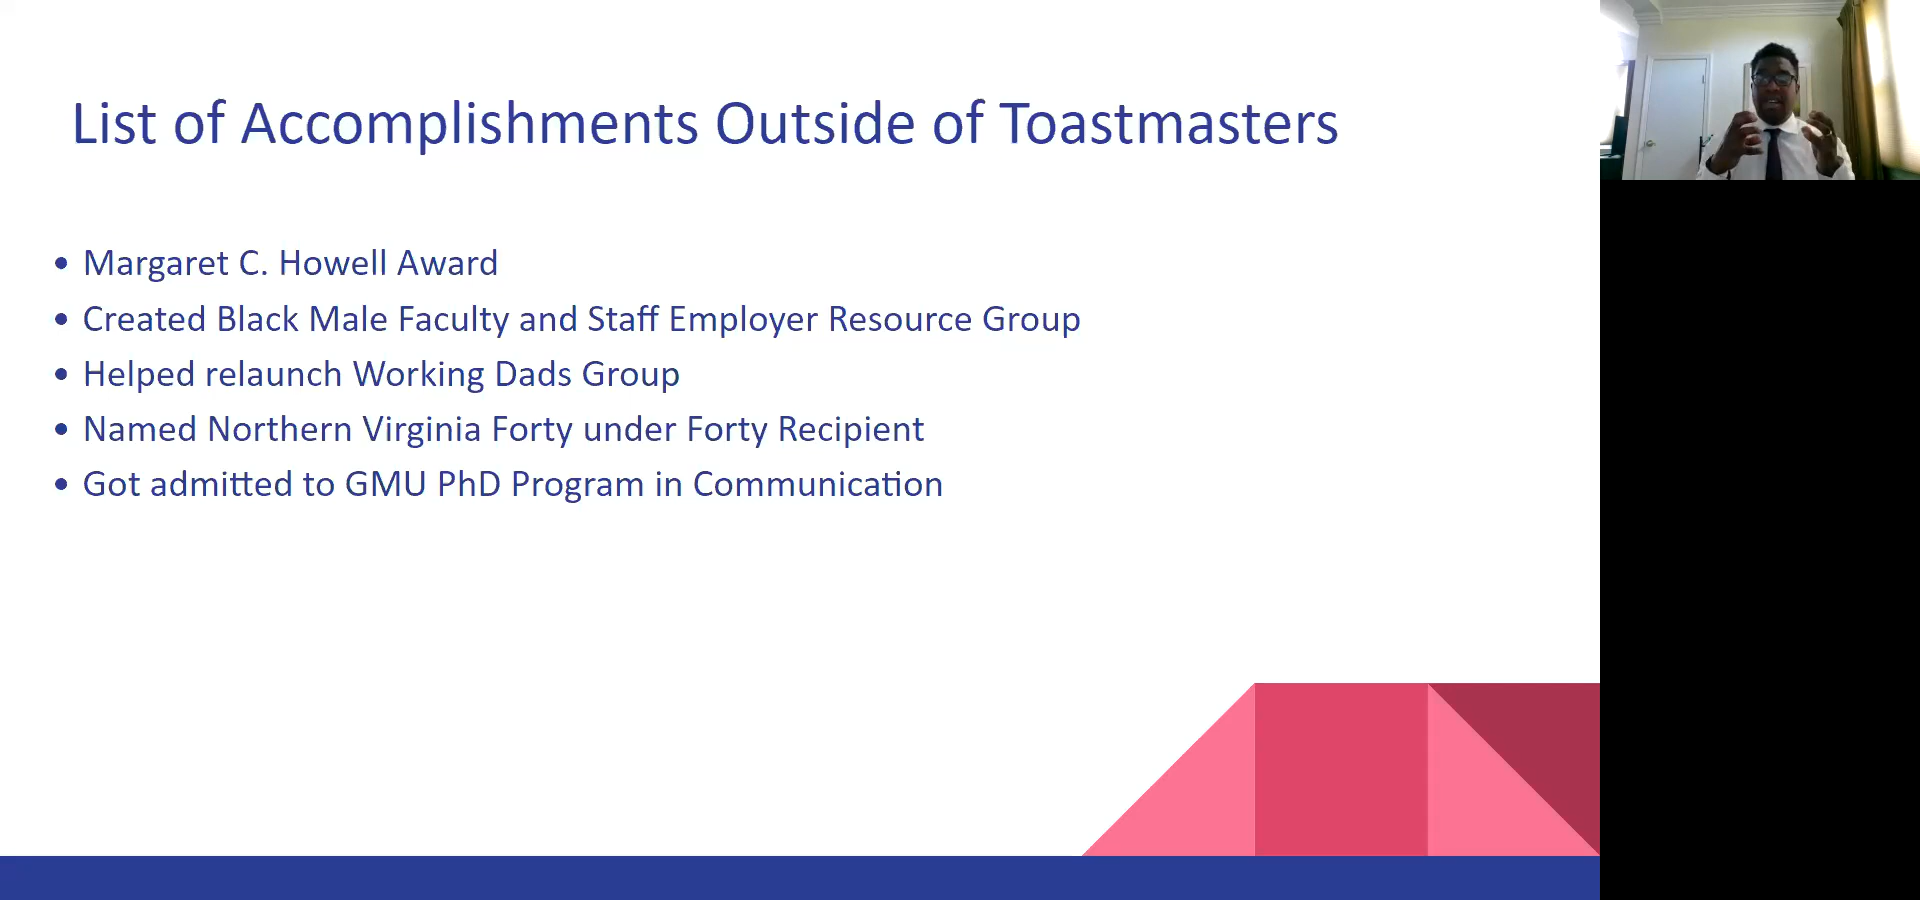 List of Accomplishments Outside of Toastmasters
• Margaret C. Howell Award
• Created Black Male Faculty and Staff Employer Resource Group
• Helped relaunch Working Dads Group
• Named Northern Virginia Forty under Forty Recipient
• Got admitted to GMU PhD Program in Communication